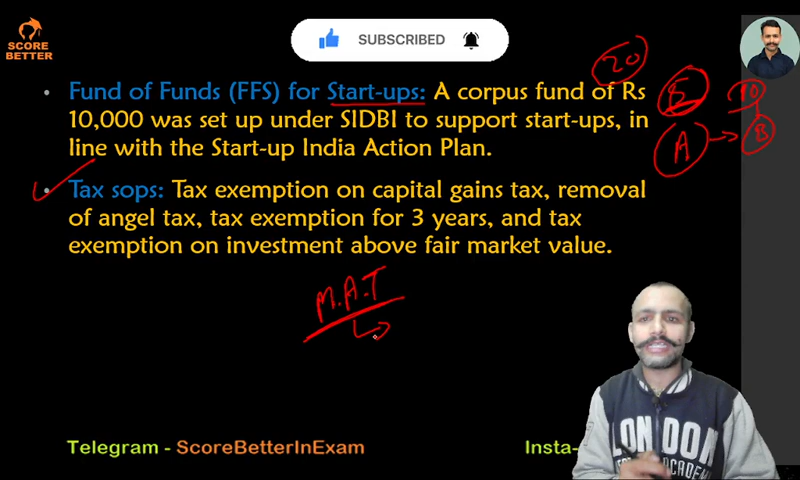 SCORE
BETTER
SUBSCRIBED
20
• Fund of Funds (FFS) for Start-ups: A corpus fund of Rs
10,000 was set up under SIDBI to support start-ups, in
line with the Start-up India Action Plan.
10
A B
• Tax sops: Tax exemption on capital gains tax, removal
of angel tax, tax exemption for 3 years, and tax
exemption on investment above fair market value.
M.A.T
LONDON
ACADEMY
Telegram - ScoreBetterInExam
Insta-